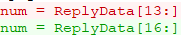 num = ReplyData[13:]
num = ReplyData[16:]